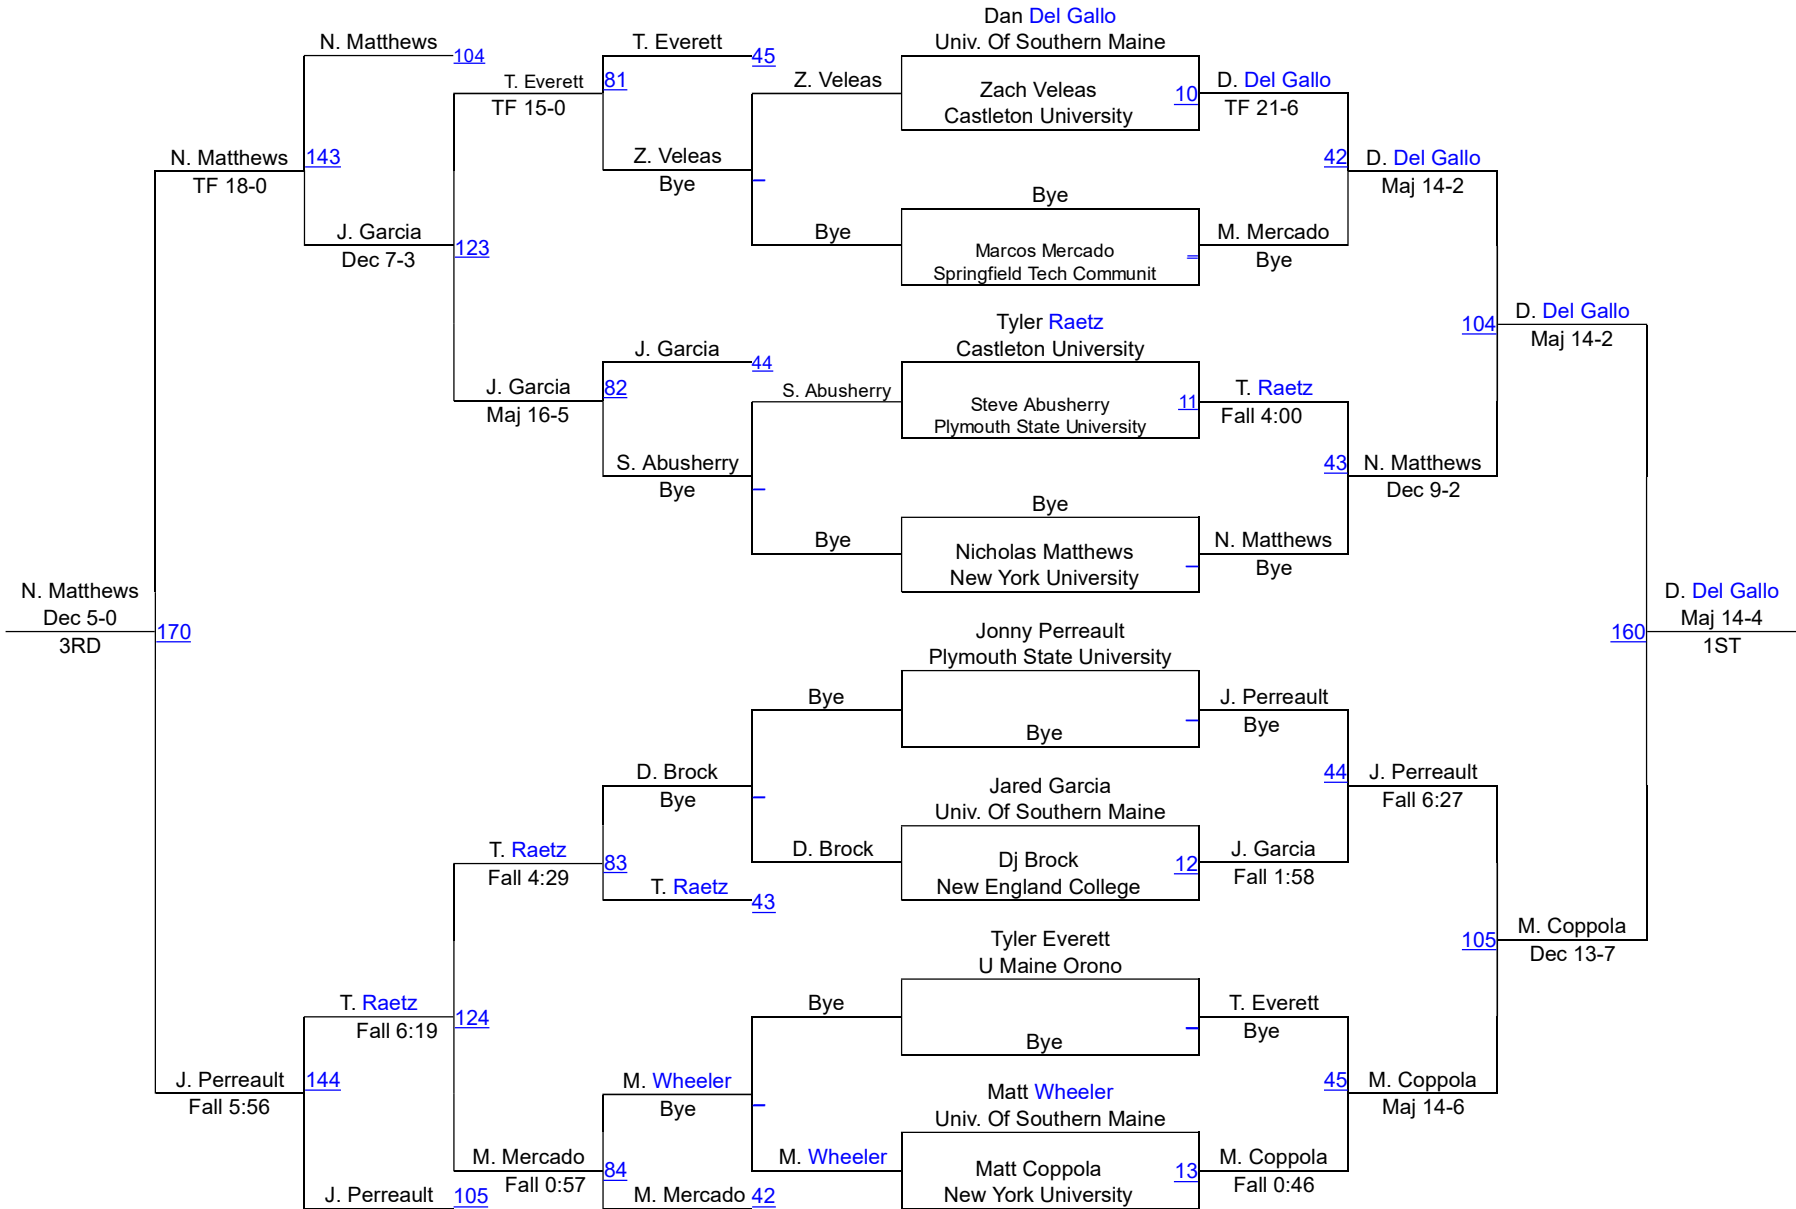 Dan Del Gallo
N. Matthews
T. Everett
Univ. Of Southern Maine
104
45
T. Everett
81
Z. Veleas
Zach Veleas
10
D. Del Gallo
TF 15-0
Castleton University
TF 21-6
N. Matthews
143
Z. Veleas
42
D. Del Gallo
TF 18-0
Bye
Maj 14-2
Bye
J. Garcia
123
Bye
Marcos Mercado
M. Mercado
Dec 7-3
Springfield Tech Communit
Bye
Tyler Raetz
D. Del Gallo
104
Maj 14-2
J. Garcia
44
Castleton University
J. Garcia
82
S. Abusherry
Steve Abusherry
11
T. Raetz
Maj 16-5
Plymouth State University
Fall 4:00
S. Abusherry
43
N. Matthews
Bye
Dec 9-2
Bye
Bye
Nicholas Matthews
N. Matthews
New York University
Bye
N. Matthews
D. Del Gallo
Dec 5-0
Maj 14-4
170
160
3RD
1ST
Jonny Perreault
Plymouth State University
Bye
J. Perreault
Bye
Bye
D. Brock
44
J. Perreault
Bye
Jared Garcia
Fall 6:27
Univ. Of Southern Maine
T. Raetz
83
D. Brock
Dj Brock
12
J. Garcia
Fall 4:29
New England College
Fall 1:58
T. Raetz
43
Tyler Everett
105
M. Coppola
U Maine Orono
Dec 13-7
T. Raetz
124
Bye
T. Everett
Fall 6:19
Bye
Bye
J. Perreault
144
M. Wheeler
Matt Wheeler
45
M. Coppola
Fall 5:56
Bye
Univ. Of Southern Maine
Maj 14-6
M. Mercado
84
M. Wheeler
Matt Coppola
13
M. Coppola
Fall 0:57
New York University
Fall 0:46
J. Perreault
105
M. Mercado
42